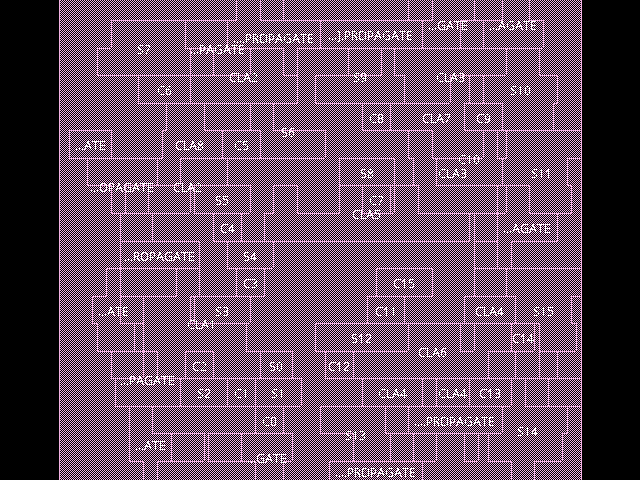 GATE ...AGATE
...PROPAGATE ...PROPAGATE
S7 ...PAGATE
CLA2 S9 CLA3
C6 S10
C8 CLA7 C9
S6
...ATE CLA8 C5
C10
S8 CLA3 S11
...OPAGATE CLA2
S5 C7
CLA5
C4 ...AGATE
...ROPAGATE S4
C3 C15
...ATE S3 C11 CLA4 S15
CLA1
S12 C14
CLA6
C2 S0 C12
...PAGATE
S2 C1 S1 CLA4 CLA4 C13
C0 ...PROPAGATE
S13 S14
...ATE
...GATE
...PROPAGATE